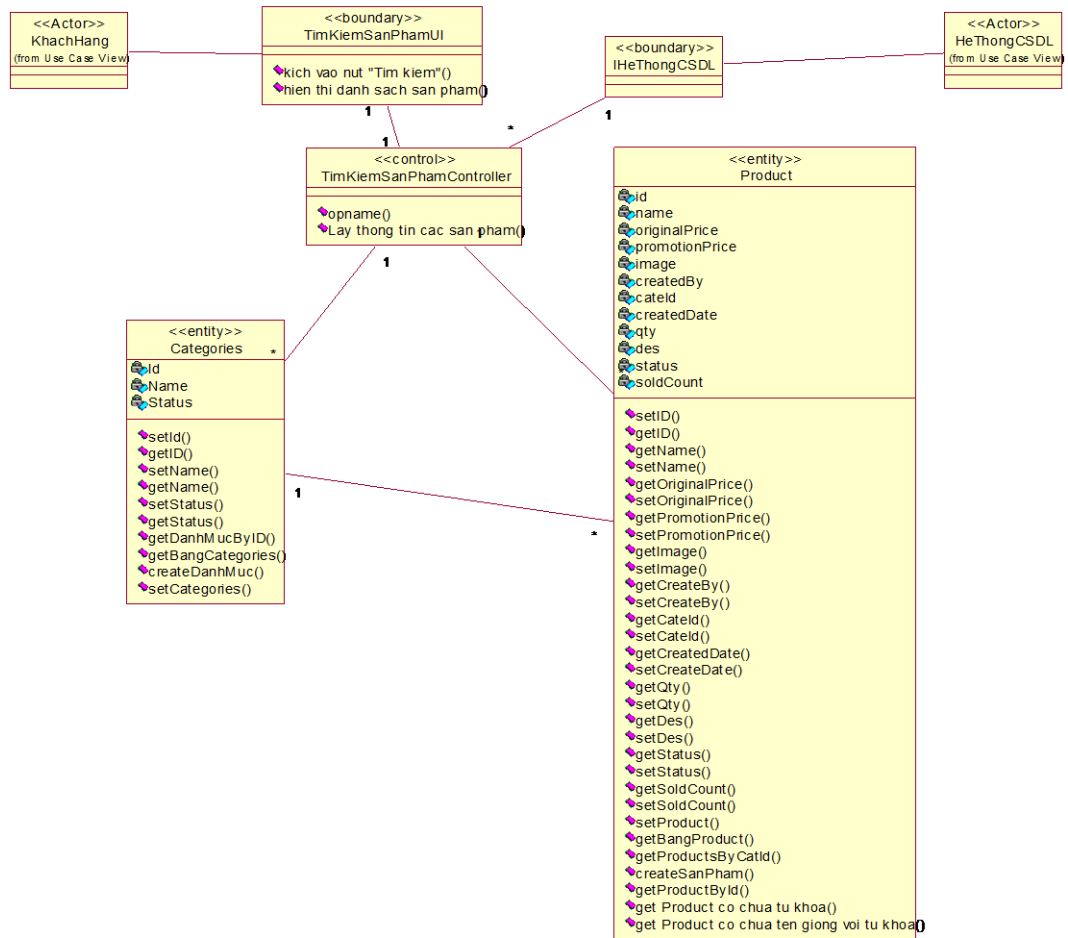 <<Actor>>
KhachHang
(from Use Case View)
<<boundary>>
TimKiemSanPhamUI
kich vao nut "Tim kiem"()
hien thi danh sach san pham()
<<boundary>>
IHeThongCSDL
<<Actor>>
HeThongCSDL
(from Use Case View)
1
1
*
1
<<control>>
TimKiemSanPhamController
opname()
Lay thong tin cac san pham()
1
1
*
<<entity>>
Categories
Id
Name
Status
setId()
getID()
setName()
getName()
setStatus()
getStatus()
getDanhMucByID()
getBangCategories()
createDanhMuc()
setCategories()
1
*
<<entity>>
Product
id
name
originalPrice
promotionPrice
image
createdBy
cateId
createdDate
qty
des
status
*
soldCount
setID()
getID()
getName()
setName()
getOriginalPrice()
setOriginalPrice()
getPromotionPrice()
setPromotionPrice()
getImage()
setImage()
getCreateBy()
setCreateBy()
getCateId()
setCateId()
getCreatedDate()
setCreateDate()
getQty()
setQty()
getDes()
setDes()
getStatus()
setStatus()
getSoldCount()
setSoldCount()
setProduct()
getBangProduct()
getProductsByCatId()
createSanPham()
getProductById()
get Product co chua tu khoa()
get Product co chua ten giong voi tu khoa()